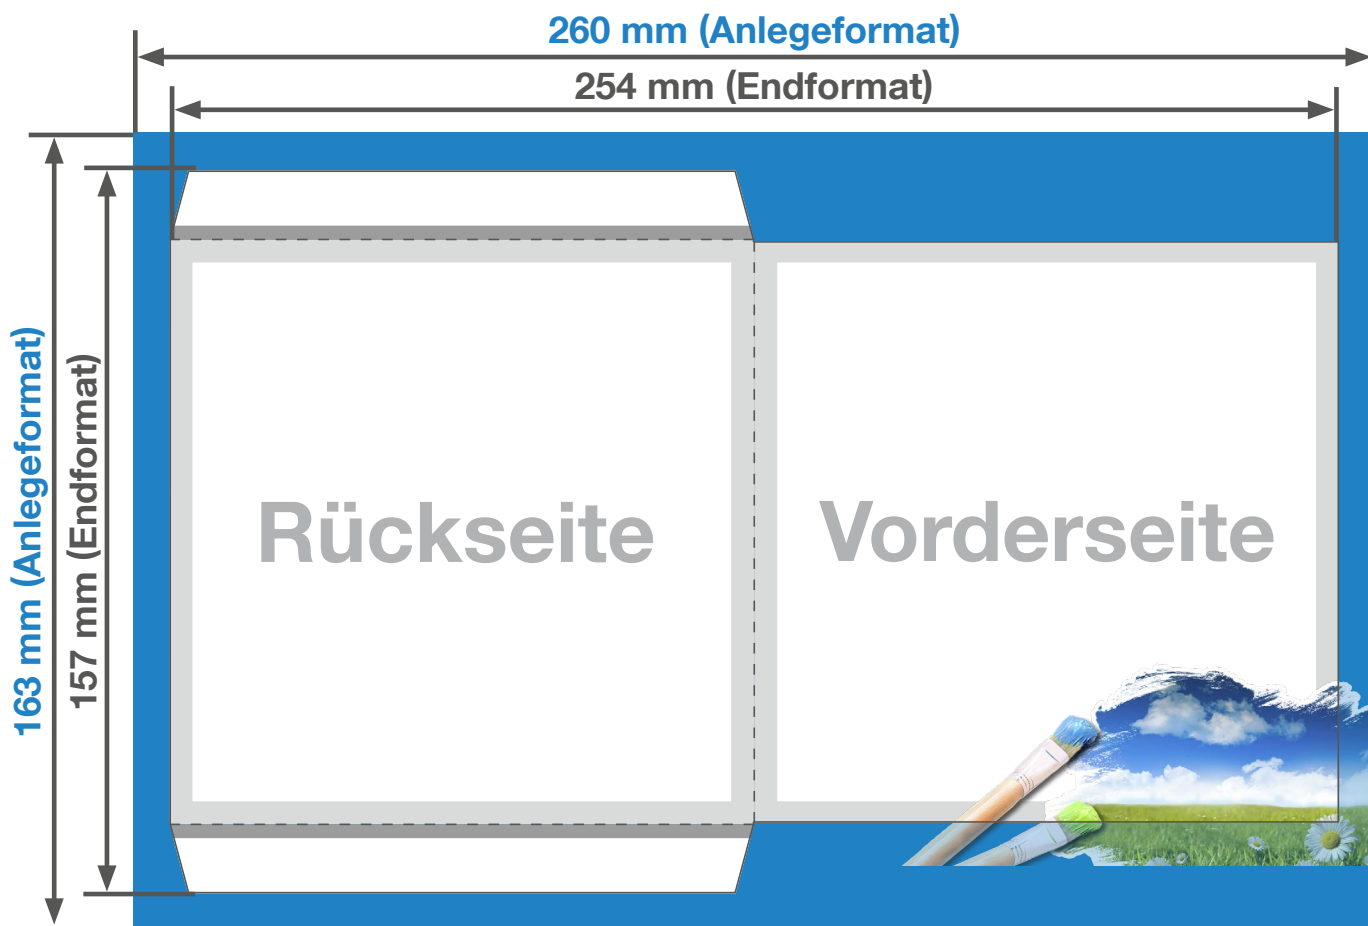 260 mm (Anlegeformat)
254 mm (Endformat)
163 mm (Anlegeformat)
157 mm (Endformat)
Rückseite
Vorderseite